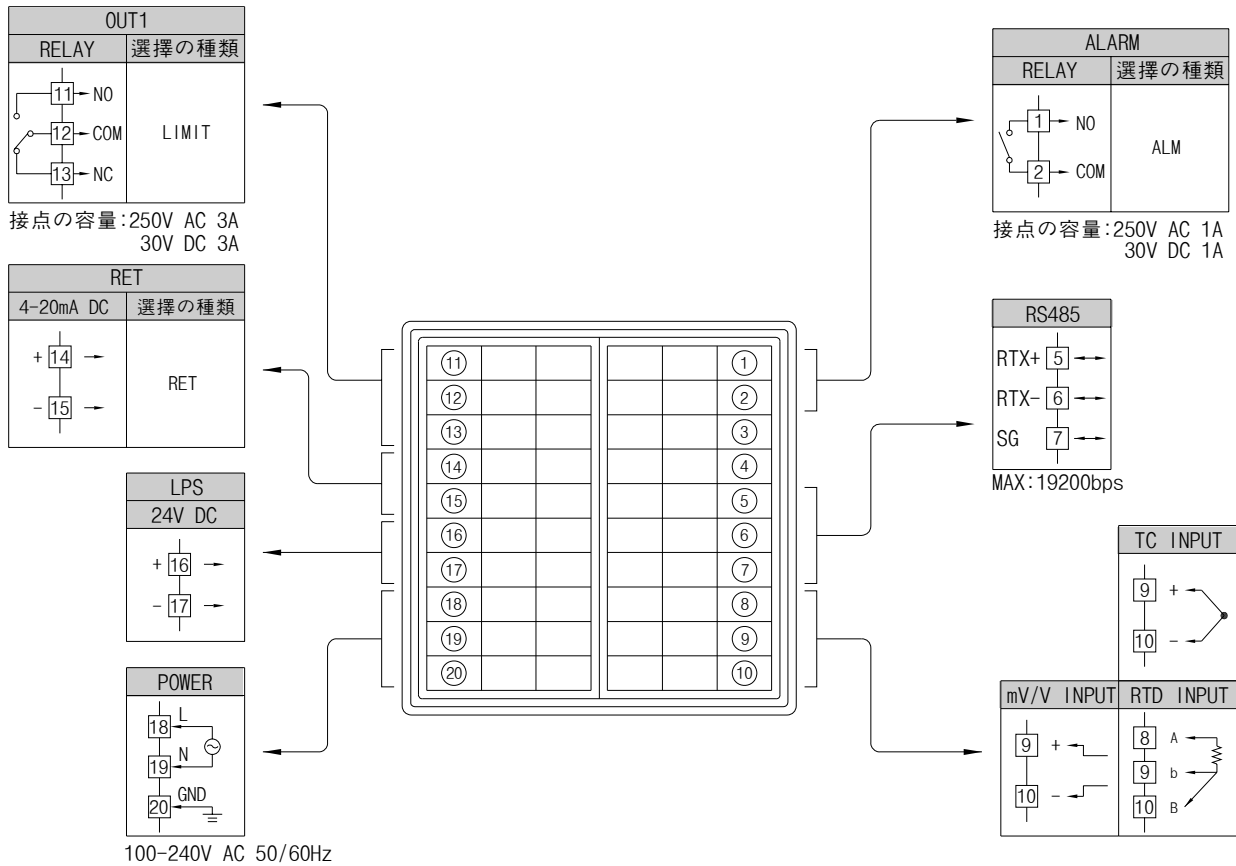 OUT1
RELAY 選擇の種類
11 NO
12 COM
13 NC
LIMIT
接点の容量:250V AC 3A
30V DC 3A
RET
4-20mA DC 選擇の種類
+ 14
- 15
RET
LPS
24V DC
+ 16
- 17
POWER
18 L
19 N
20 GND
100-240V AC 50/60Hz
11 1
12 2
13 3
14 4
15 5
16 6
17 7
18 8
19 9
20 10
ALARM
RELAY 選擇の種類
1 NO
2 COM
ALM
接点の容量:250V AC 1A
30V DC 1A
RS485
RTX+ 5
RTX- 6
SG 7
MAX:19200bps
TC INPUT
9 +
10 -
mV/V INPUT
9 +
10 -
RTD INPUT
8 A
9 b
10 B